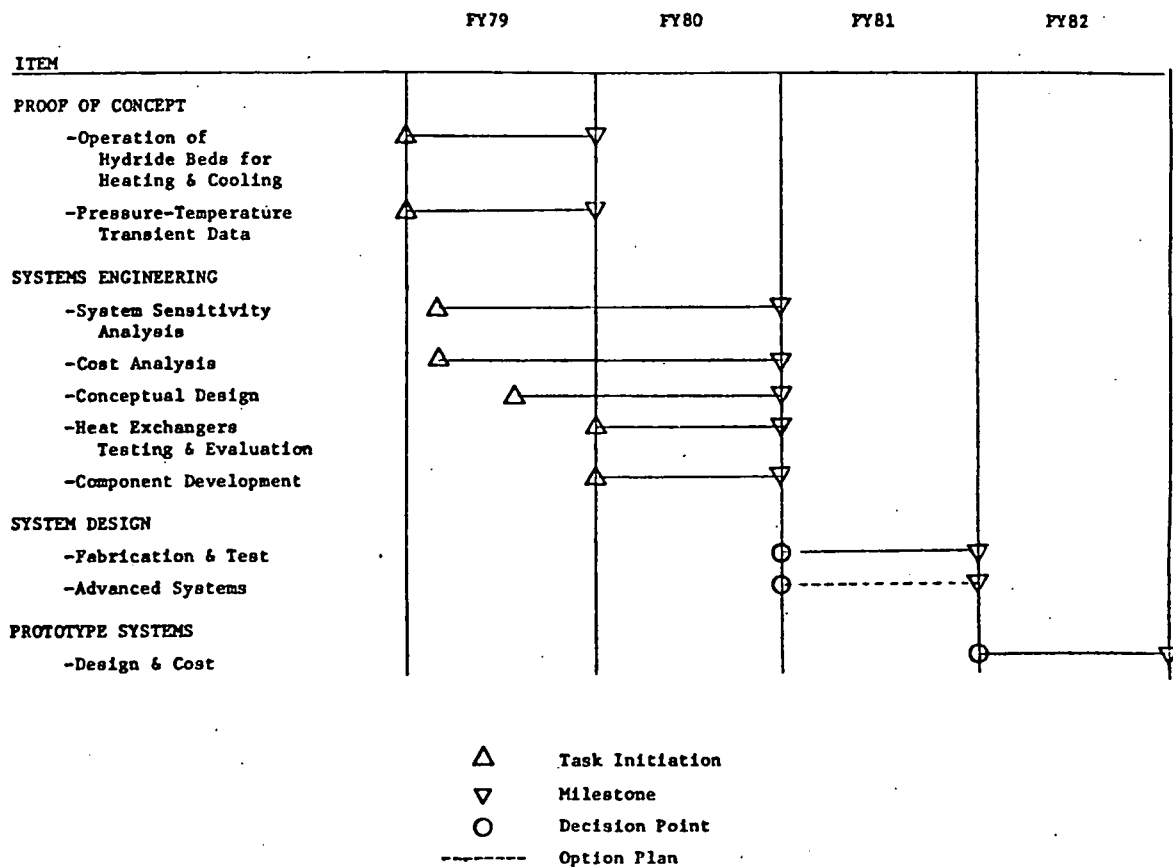 FY79 FY80 FY81 FY82
ITEM
PROOF OF CONCEPT
-Operation of
Hydride Beds for
Heating & Cooling
-Pressure-Temperature
Transient Data
SYSTEMS ENGINEERING
-System Sensitivity
Analysis
-Cost Analysis
-Conceptual Design
-Heat Exchangers
Testing & Evaluation
-Component Development
SYSTEM DESIGN
-Fabrication & Test
-Advanced Systems
PROTOTYPE SYSTEMS
-Design & Cost
Task Initiation
Milestone
Decision Point
Option Plan